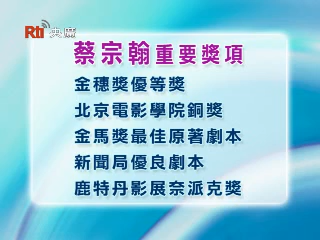 Rti 央廣
蔡宗翰重要獎項
金穗獎優等獎
北京電影學院銅獎
金馬獎最佳原著劇本
新聞局優良劇本
鹿特丹影展奈派克獎